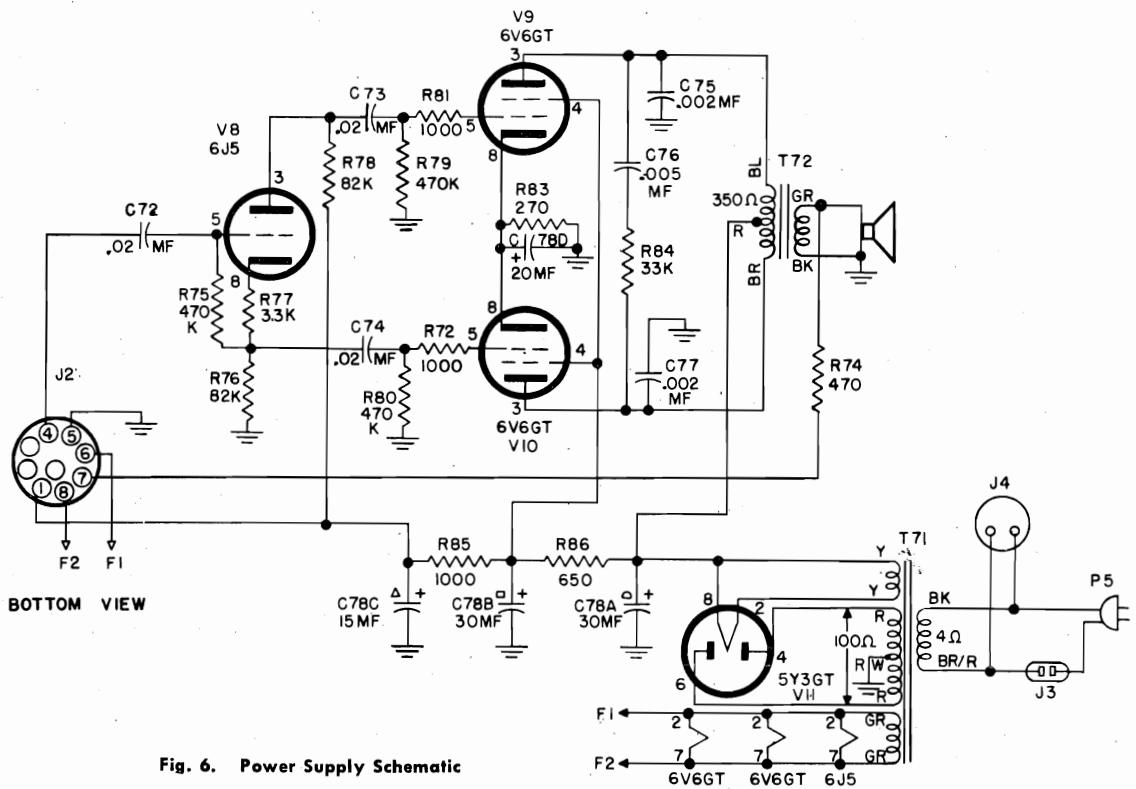 V9
6V6GT
3
4
5
8
C73
.02 MF
R81
1000
V8
6J5
3
5
8
R78
82K
R79
470K
C75
.002MF
C76
.005
MF
BL
T72
350Ω
GR
R
BK
BR
C72
.02 MF
R83
270
C 78D
+
20MF
R84
33K
R75
470
K
R77
3.3K
C74
.02 MF
R72
1000
8
5
4
3
6V6GT
V10
C77
.002
MF
R74
470
R76
82K
R80
470
K
J2
4
5
6
7
1
8
F2
F1
BOTTOM VIEW
R85
1000
R86
650
C78C
15MF
+
C78B
30MF
+
C78A
30MF
+
8
2
4
6
5Y3GT
V11
T71
Y
Y
R
100Ω
R W
R
BK
4Ω
BR/R
J4
P5
J3
F1
2
2
2
GR
F2
7
7
7
GR
6V6GT
6V6GT
6J5
Fig. 6. Power Supply Schematic